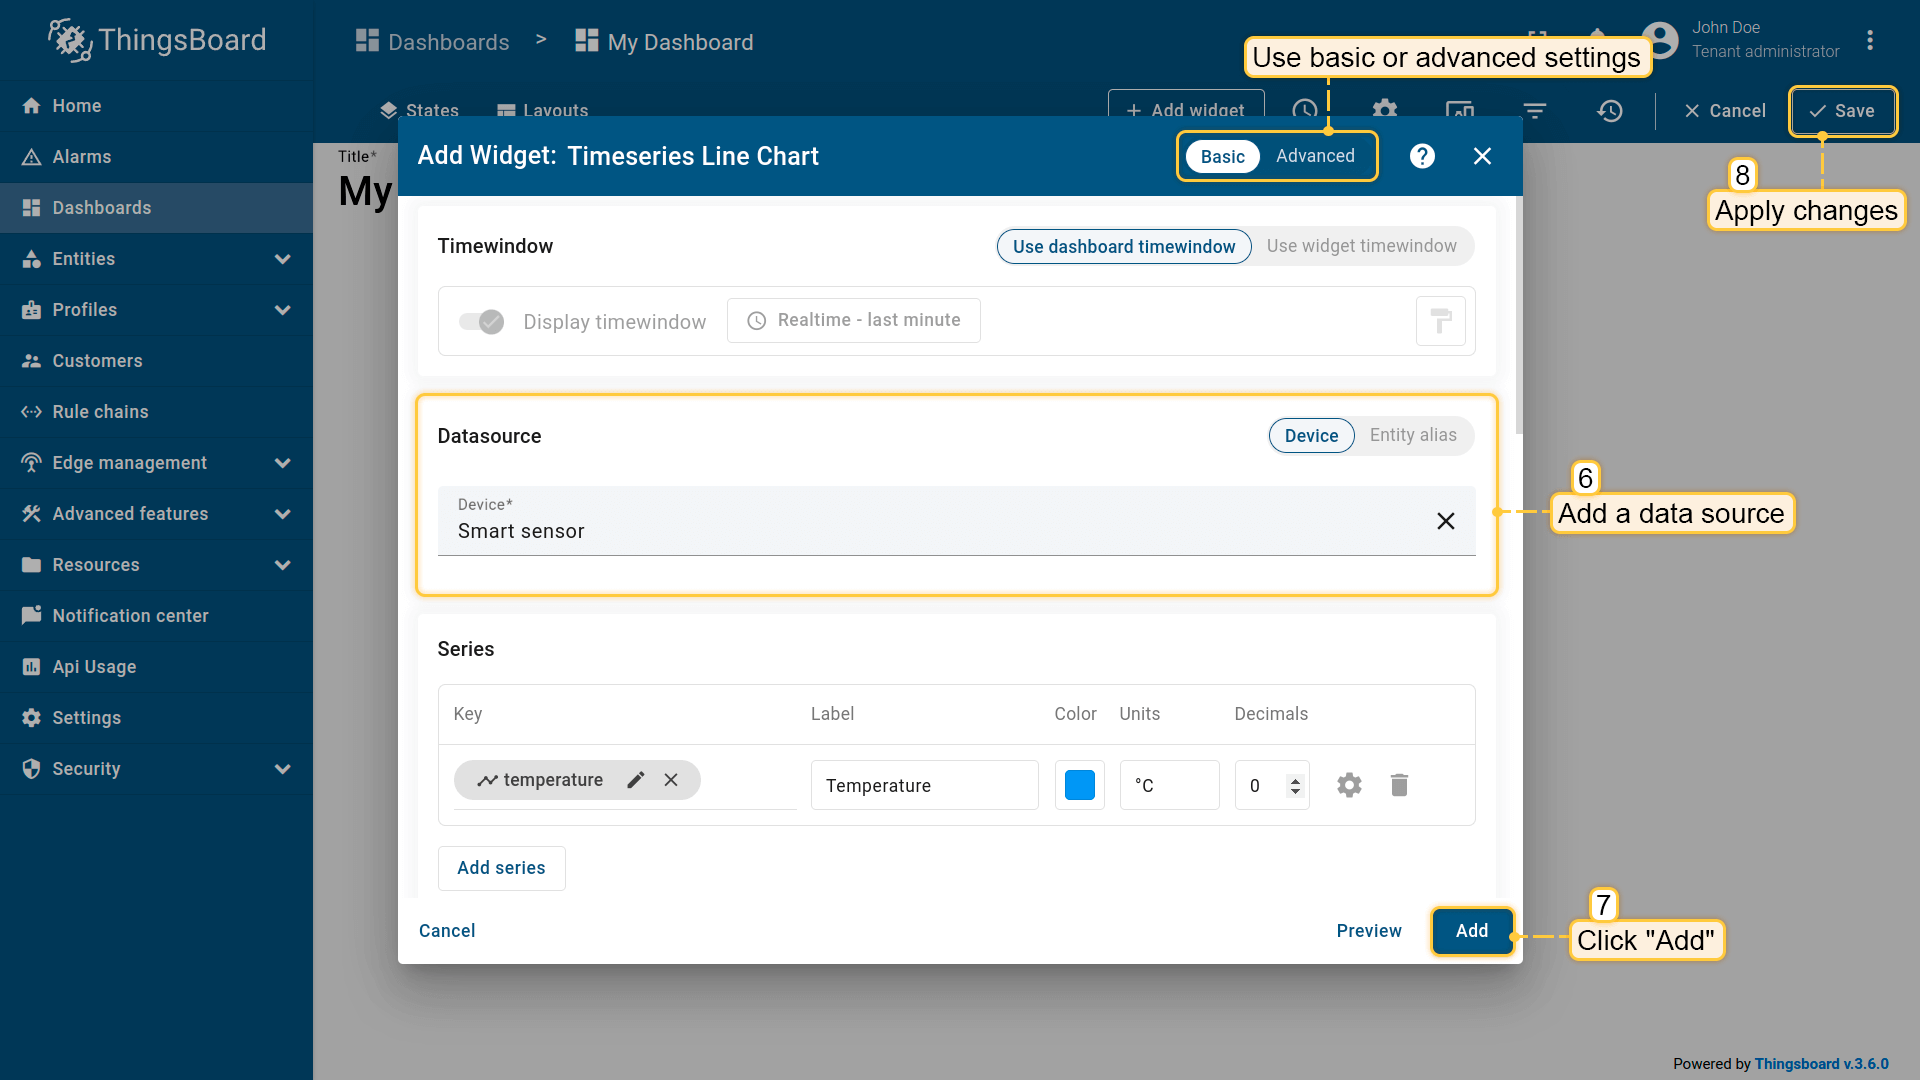 ThingsBoard
Dashboards > My Dashboard
John Doe
Tenant administrator
Use basic or advanced settings
Home
Alarms
Dashboards
Entities
Profiles
Customers
Rule chains
Edge management
Advanced features
Resources
Notification center
Api Usage
Settings
Security
States Layouts + Add widget Cancel Save
Title*
My
8
Apply changes
Add Widget: Timeseries Line Chart Basic Advanced ?
Timewindow Use dashboard timewindow Use widget timewindow
Display timewindow Realtime - last minute
Datasource Device Entity alias
Device*
Smart sensor
6
Add a data source
Series
Key Label Color Units Decimals
temperature Temperature °C 0
Add series
Cancel Preview Add
7
Click "Add"
Powered by Thingsboard v.3.6.0